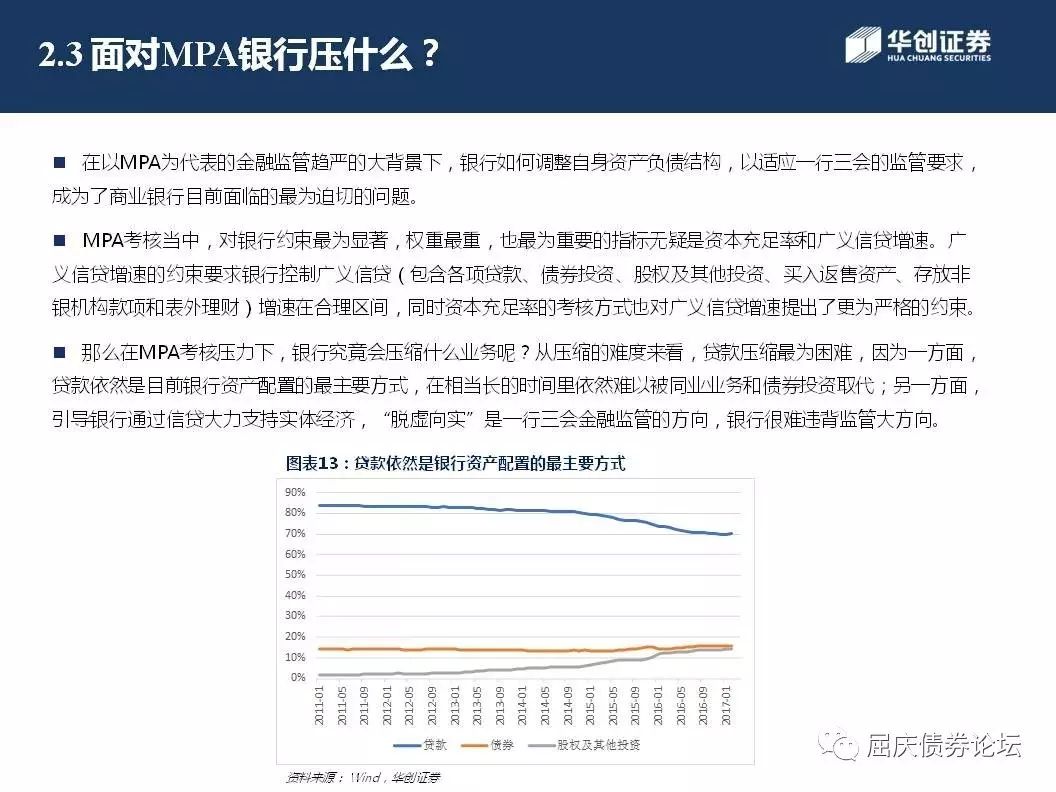 2.3 面对MPA银行压什么？
华创证券
HUA CHUANG SECURITIES
■ 在以MPA为代表的金融监管趋严的大背景下，银行如何调整自身资产负债结构，以适应一行三会的监管要求，
成为了商业银行目前面临的最为迫切的问题。
■ MPA考核当中，对银行约束最为显著，权重最重，也最为重要的指标无疑是资本充足率和广义信贷增速。广
义信贷增速的约束要求银行控制广义信贷（包含各项贷款、债券投资、股权及其他投资、买入返售资产、存放非
银机构款项和表外理财）增速在合理区间，同时资本充足率的考核方式也对广义信贷增速提出了更为严格的约束。
■ 那么在MPA考核压力下，银行究竟会压缩什么业务呢？从压缩的难度来看，贷款压缩最为困难，因为一方面，
贷款依然是目前银行资产配置的最主要方式，在相当长的时间里依然难以被同业业务和债券投资取代；另一方面，
引导银行通过信贷大力支持实体经济，“脱虚向实”是一行三会金融监管的方向，银行很难违背监管大方向。
图表13：贷款依然是银行资产配置的最主要方式
90%
80%
70%
60%
50%
40%
30%
20%
10%
0%
2011-01
2011-05
2011-09
2012-01
2012-05
2012-09
2013-01
2013-05
2013-09
2014-01
2014-05
2014-09
2015-01
2015-05
2015-09
2016-01
2016-05
2016-09
2017-01
贷款 债券 股权及其他投资
资料来源：Wind，华创证券
屈庆债券论坛